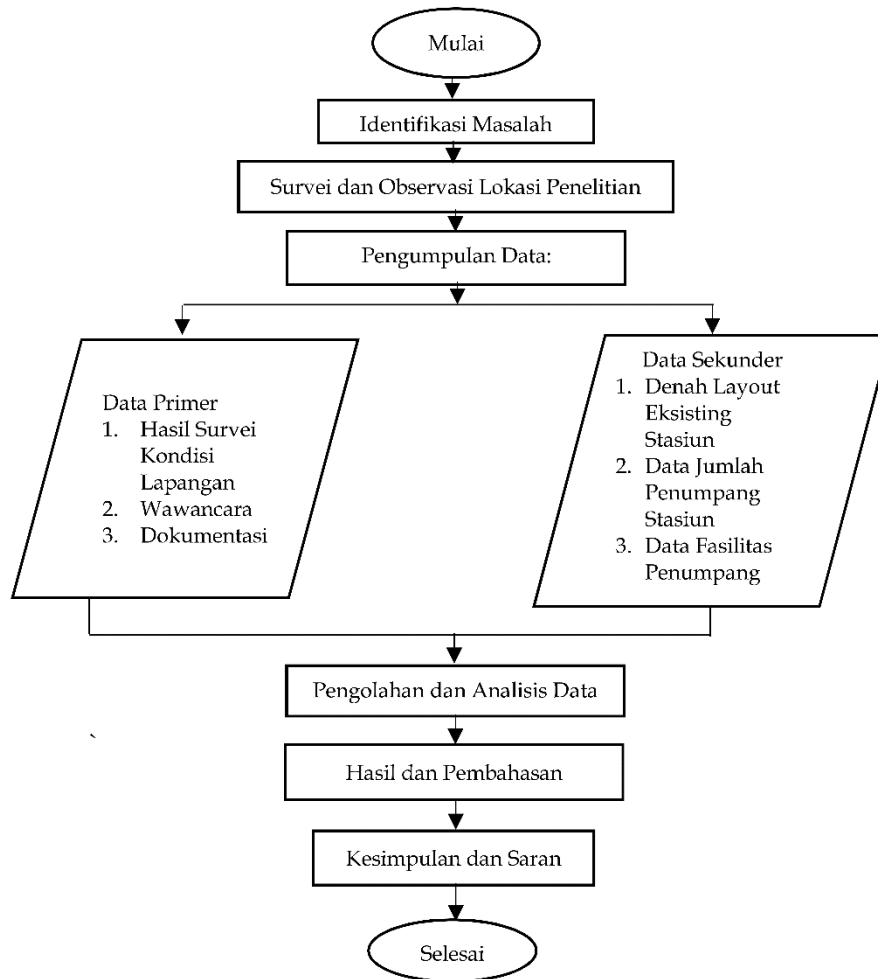 Mulai
Identifikasi Masalah
Survei dan Observasi Lokasi Penelitian
Pengumpulan Data:
Data Primer
1. Hasil Survei
Kondisi
Lapangan
2. Wawancara
3. Dokumentasi
Data Sekunder
1. Denah Layout
Eksisting
Stasiun
2. Data Jumlah
Penumpang
Stasiun
3. Data Fasilitas
Penumpang
Pengolahan dan Analisis Data
`
Hasil dan Pembahasan
Kesimpulan dan Saran
Selesai